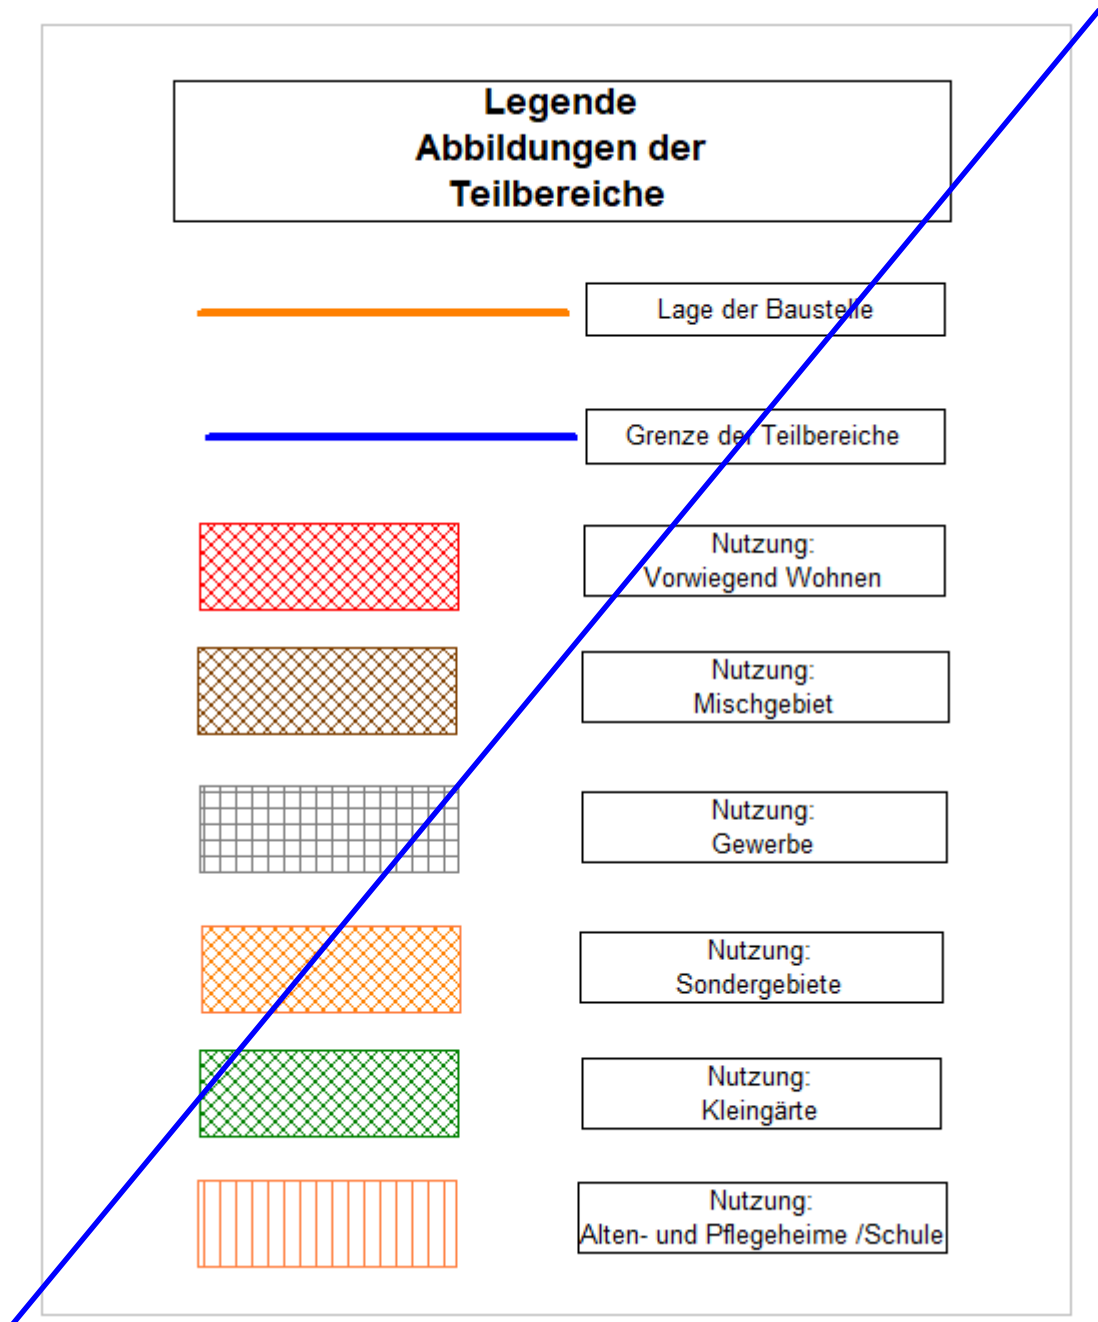 Legende
Abbildungen der
Teilbereiche
Lage der Baustelle
Grenze der Teilbereiche
Nutzung:
Vorwiegend Wohnen
Nutzung:
Mischgebiet
Nutzung:
Gewerbe
Nutzung:
Sondergebiete
Nutzung:
Kleingärte
Nutzung:
Alten- und Pflegeheime /Schule